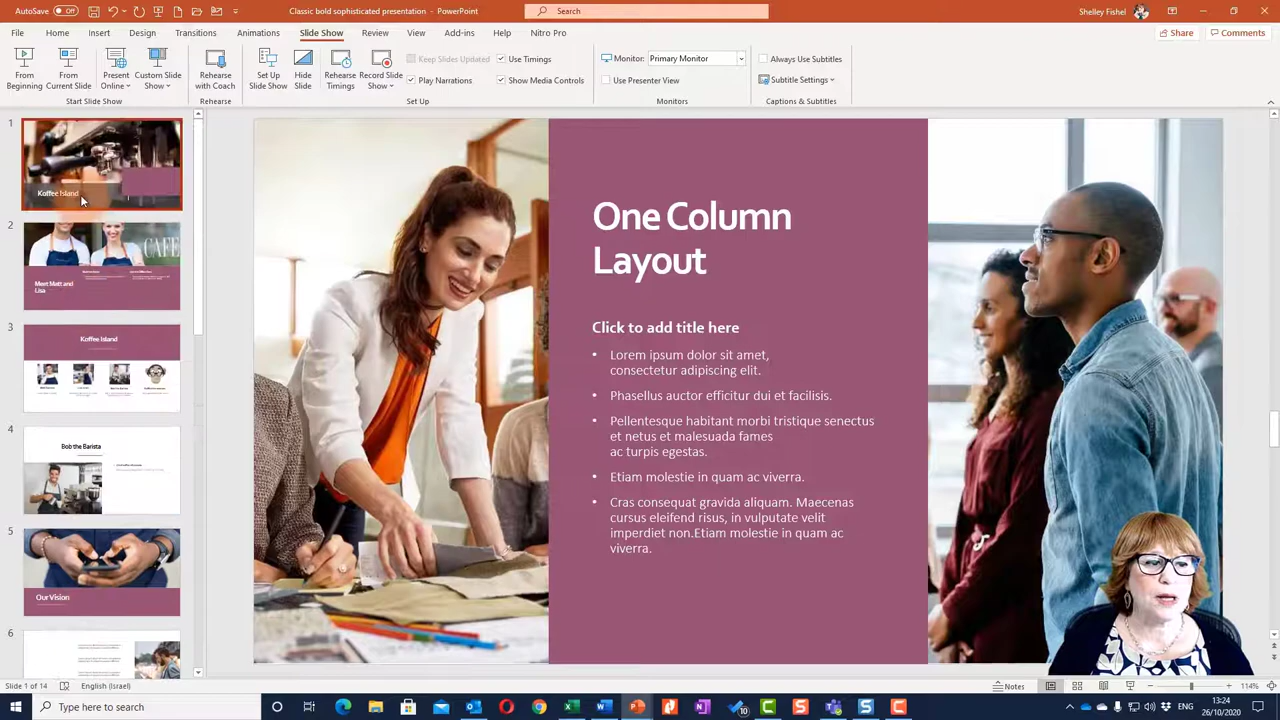 AutoSave Off
Classic bold sophisticated - PowerPoint
Search
Shelley Fishel
File Home Insert Design Transitions Animations Slide Show Review View Add-ins Help Nitro Pro
Share Comments
From Beginning
From Current Slide
Present Online
Custom Slide Show
Start Slide Show
Rehearse with Coach
Rehearse
Set Up Slide Show
Hide Slide
Rehearse Timings
Record Slide Show
Keep Slides Updated
Play Narrations
Use Timings
Show Media Controls
Set Up
Monitor: Primary Monitor
Use Presenter View
Monitors
Always Use Subtitles
Subtitle Settings
Captions & Subtitles
1
Koffee Island
Meet Matt and
Lisa
3
Koffee Island
Bob the Barista
Our Vision
6
CAFE
One Column
Layout
Click to add title here
• Lorem ipsum dolor sit amet,
consectetur adipiscing elit.
• Phasellus auctor efficitur dui et facilisis.
• Pellentesque habitant morbi tristique senectus
et netus et malesuada fames
ac turpis egestas.
• Etiam molestie in quam ac viverra.
• Cras consequat gravida aliquam. Maecenas
cursus eleifend risus, in vulputate velit
imperdiet non.Etiam molestie in quam ac
viverra.
Slide 1 of 14
English (Israel)
Notes
114%
Type here to search
10
13:24
26/10/2020